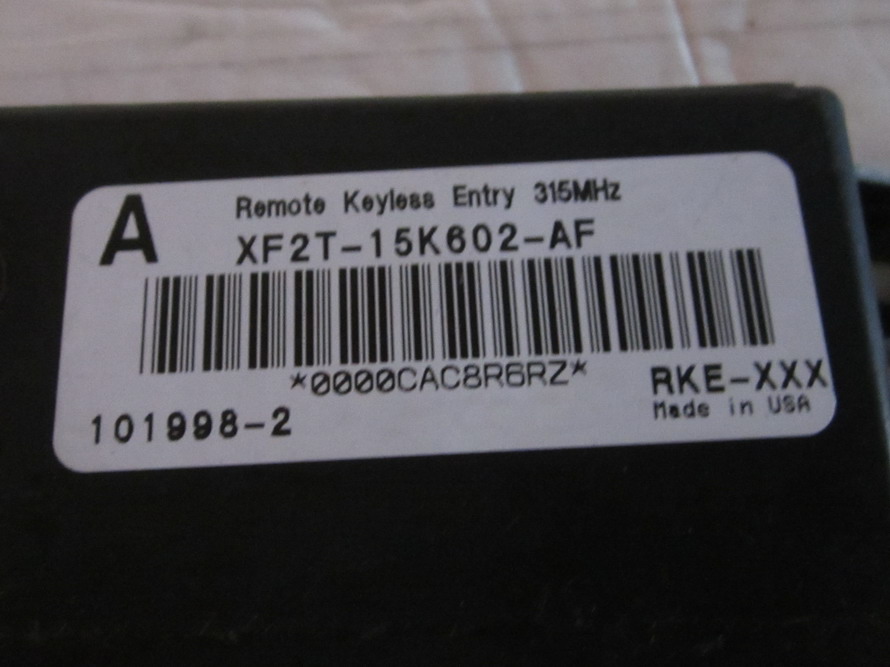 A
Remote Keyless Entry 315MHz
XF2T-15K602-AF
*0000CAC8R6RZ*
RKE-XXX
101998-2
Made in USA